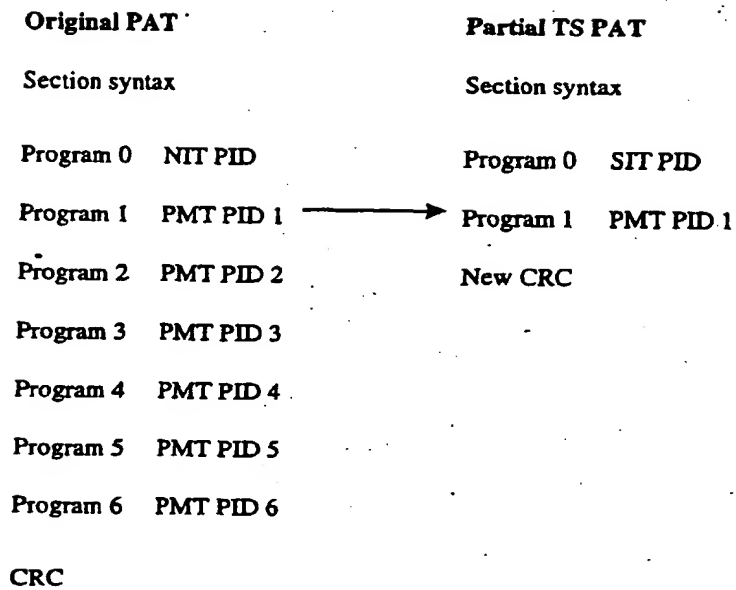 Original PAT
Section syntax
Program 0 NIT PID
Program 1 PMT PID 1
Program 2 PMT PID 2
Program 3 PMT PID 3
Program 4 PMT PID 4
Program 5 PMT PID 5
Program 6 PMT PID 6
CRC
Partial TS PAT
Section syntax
Program 0 SIT PID
Program 1 PMT PID 1
New CRC